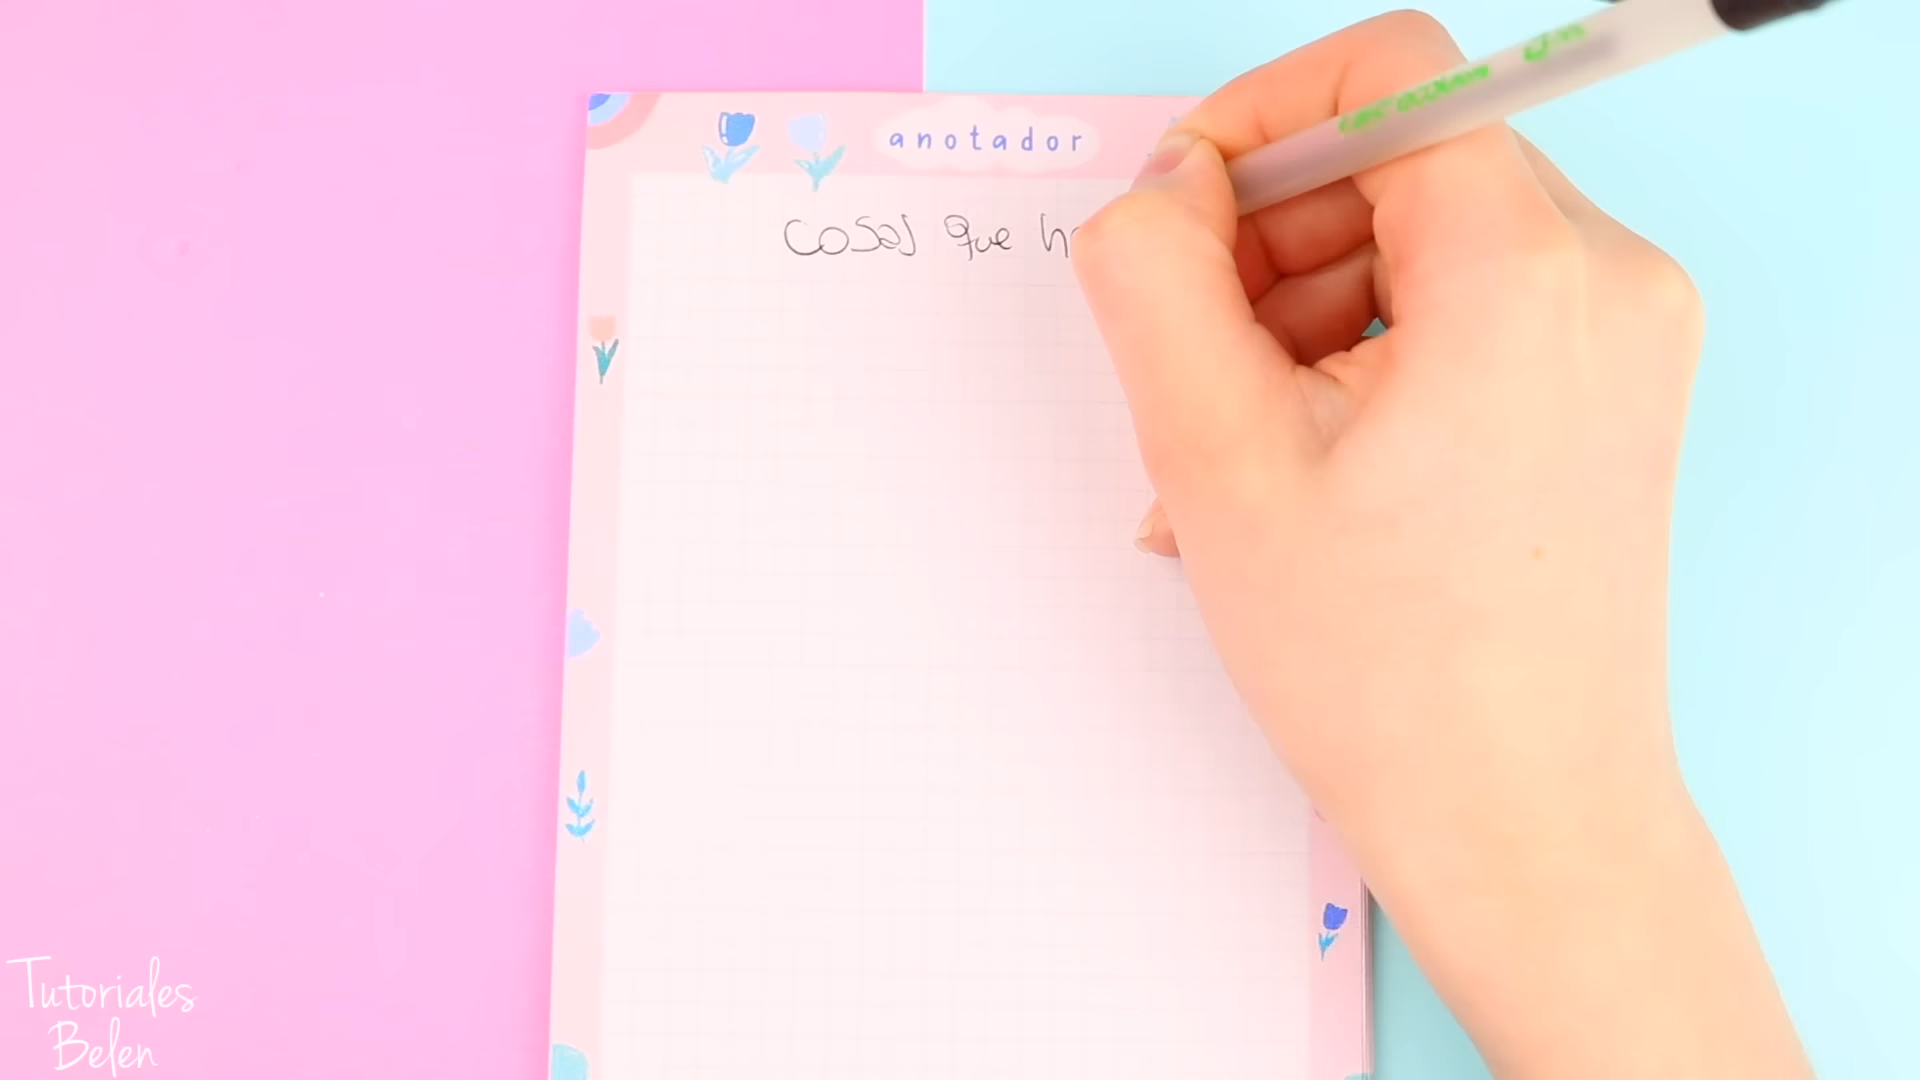 anotador
cosas que
Tutoriales
Belen